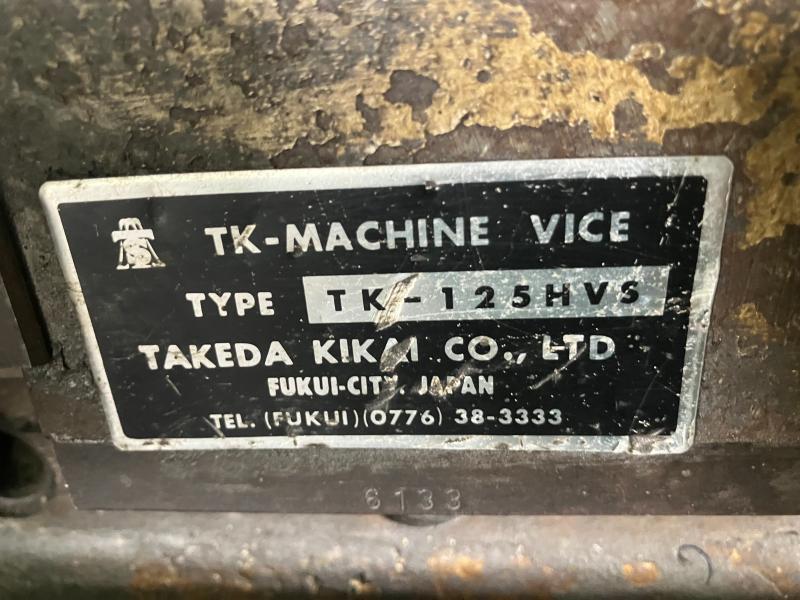 TK-MACHINE VICE
TYPE TK-125HVS
TAKEDA KIKAI CO., LTD
FUKUI-CITY. JAPAN
TEL. (FUKUI)(0776) 38-3333
6133